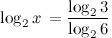 log₂ x = log₂ 3 / log₂ 6